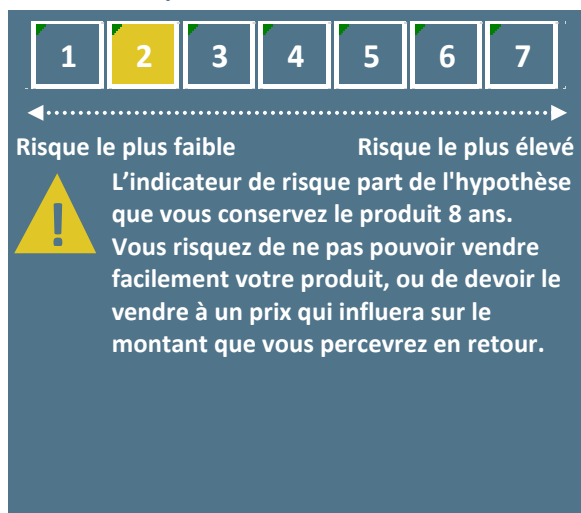 1 2 3 4 5 6 7
Risque le plus faible Risque le plus élevé
L’indicateur de risque part de l'hypothèse
que vous conservez le produit 8 ans.
Vous risquez de ne pas pouvoir vendre
facilement votre produit, ou de devoir le
vendre à un prix qui influera sur le
montant que vous percevrez en retour.